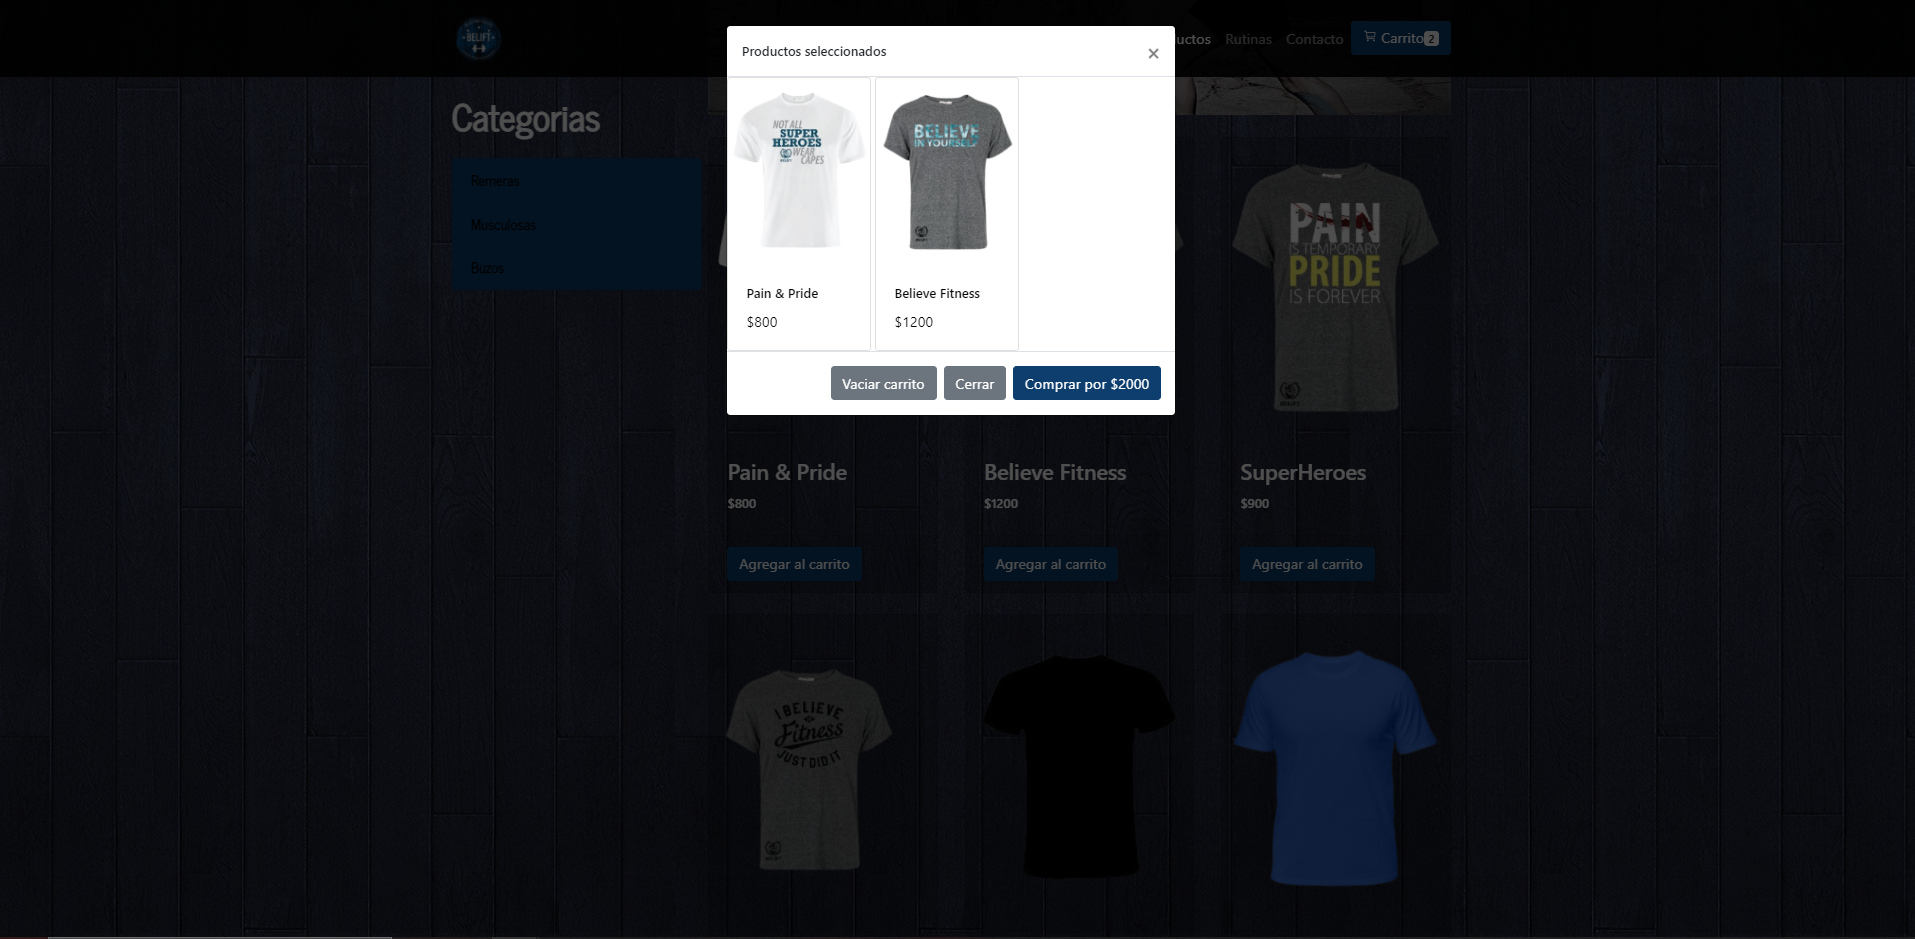 BELIFT
uctos
Rutinas
Contacto
Carrito 2
Productos seleccionados
×
NOT ALL
SUPER
HEROES
WEAR
CAPES
BELIEVE
IN YOURSELF
Pain & Pride
$800
Believe Fitness
$1200
Vaciar carrito
Cerrar
Comprar por $2000
Categorias
Remeras
Musculosas
Buzos
PAIN
IS TEMPORARY
PRIDE
IS FOREVER
Pain & Pride
$800
Agregar al carrito
Believe Fitness
$1200
Agregar al carrito
SuperHeroes
$900
Agregar al carrito
I BELIEVE
IN
Fitness
JUST DID IT